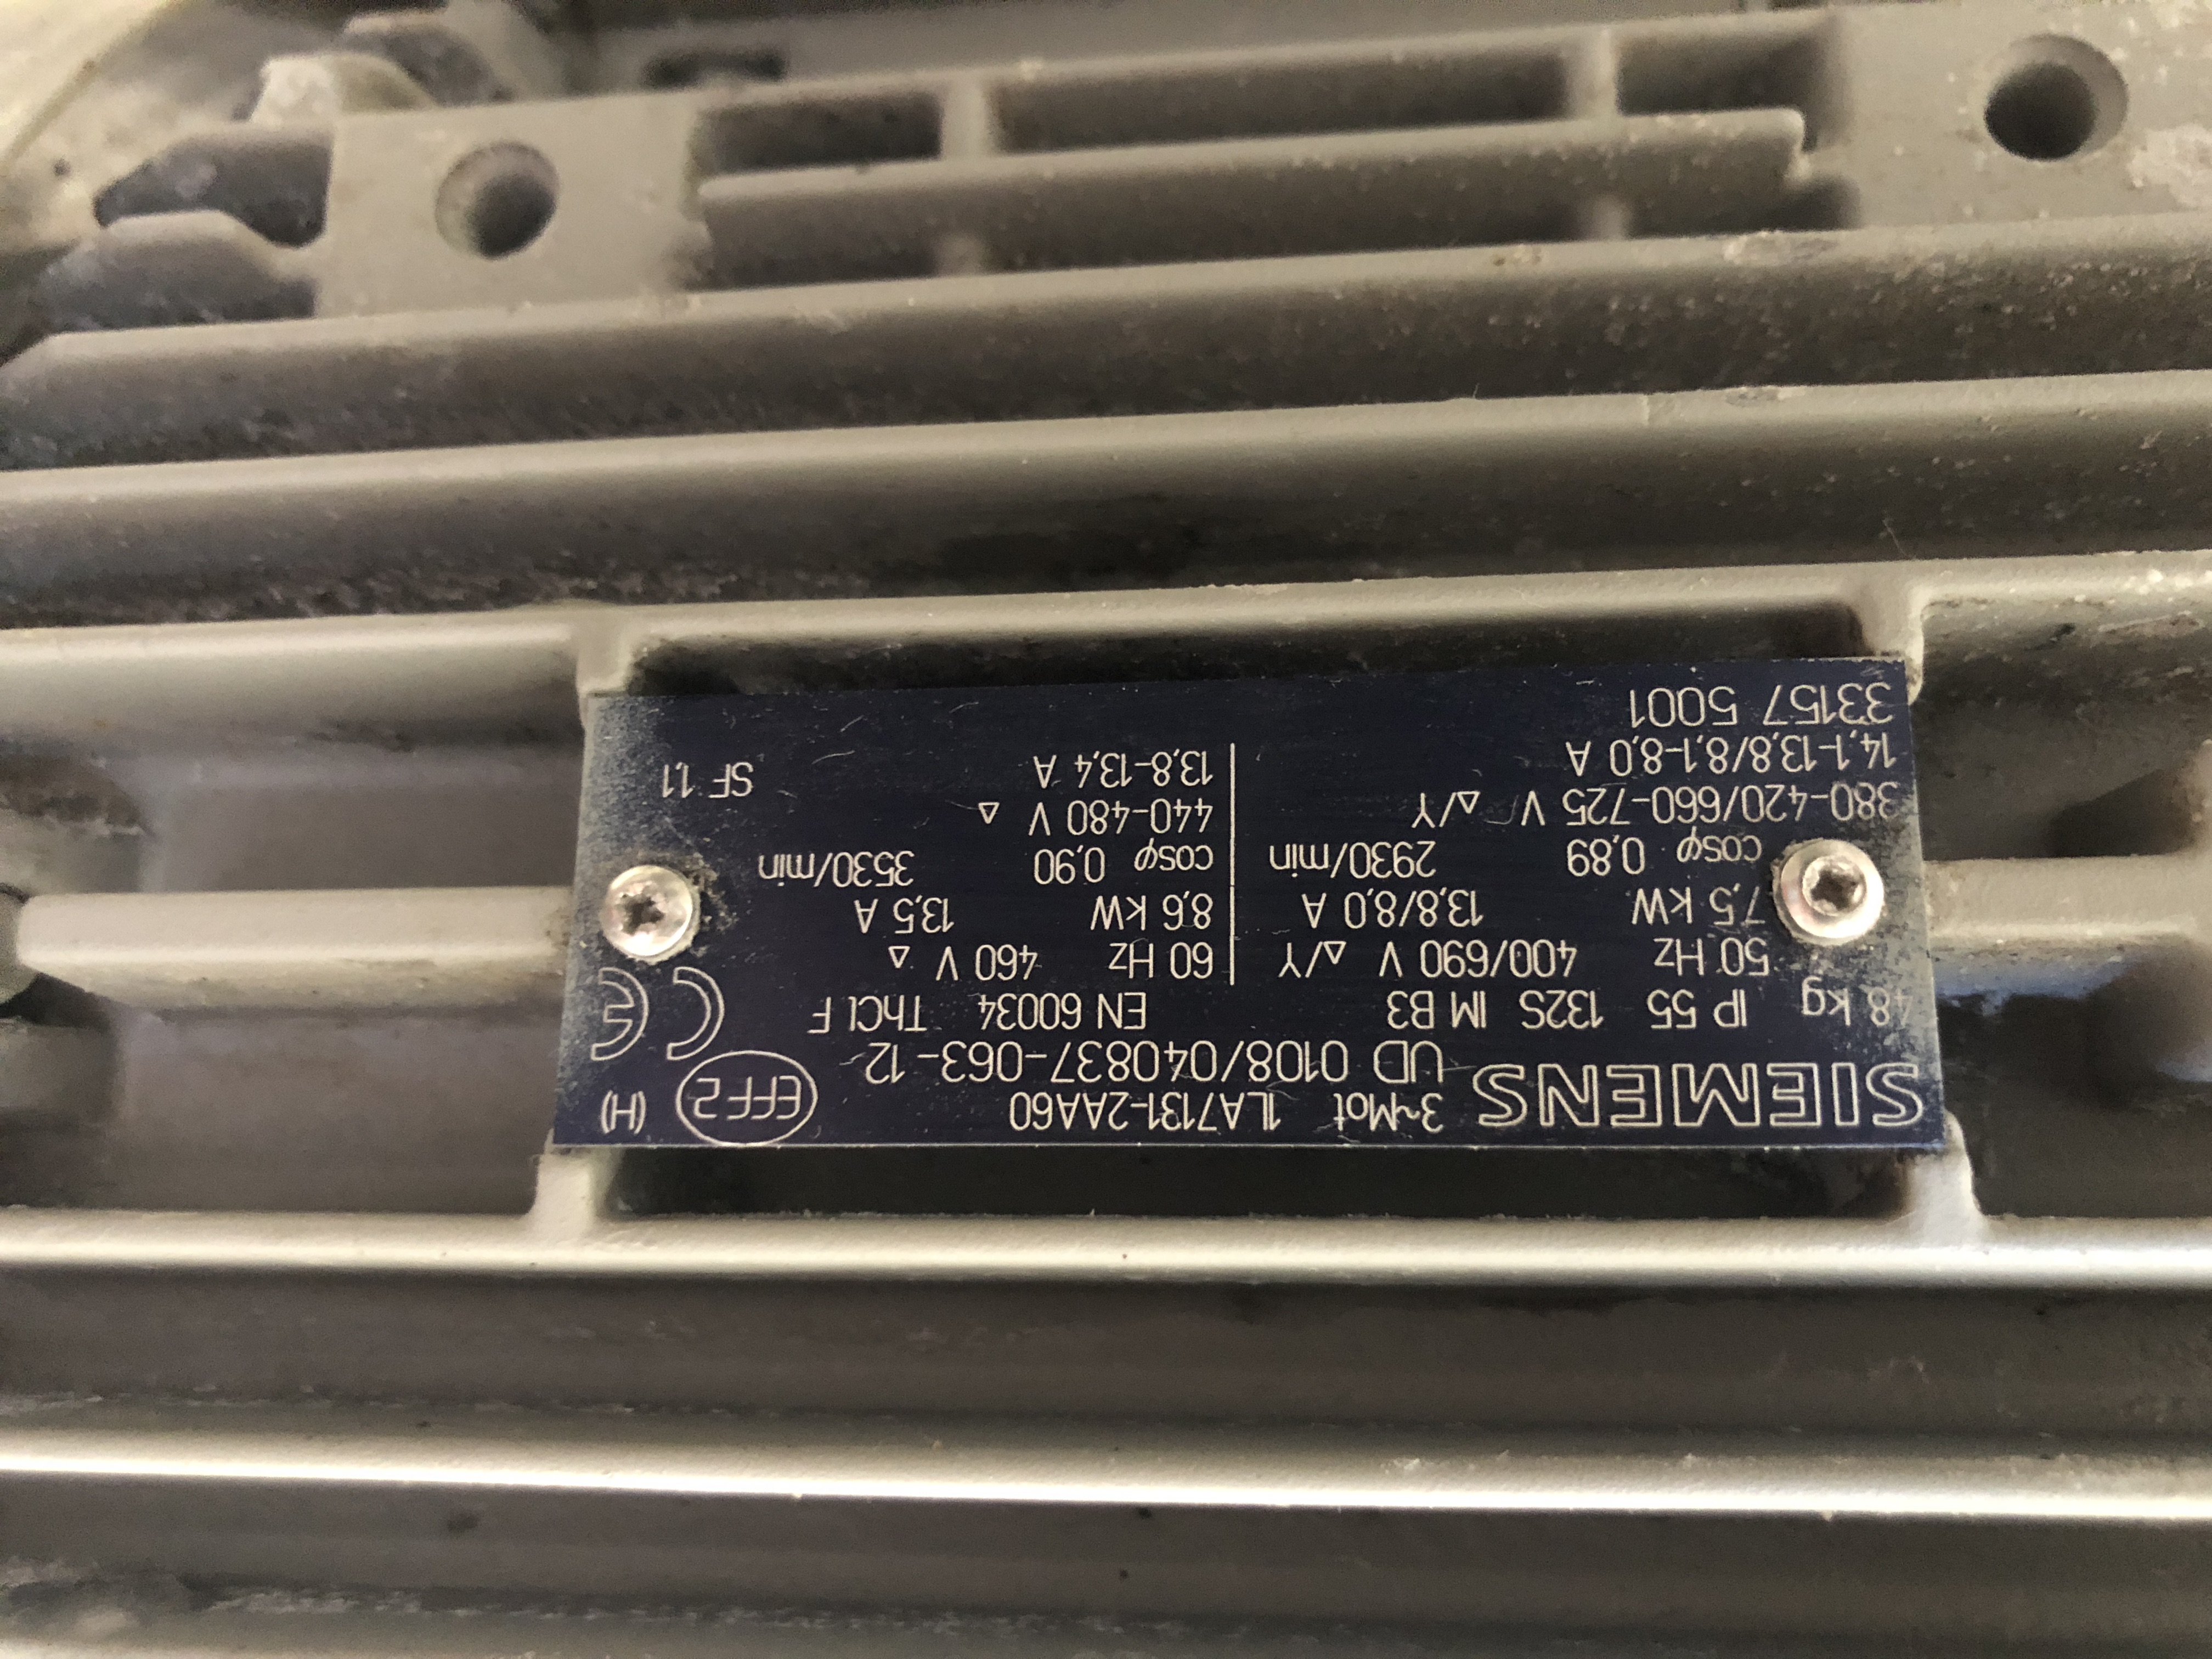 SIEMENS 3~Mot 1LA7131-2AA60 EFF2 (H)
UD 0108/040837-063-12
48 kg IP 55 132S IM B3 EN 60034 ThCl.F CE
50 Hz 400/690 V Δ/Y 60 Hz 460 V Δ
7,5 kW 13,8/8,0 A 8,6 kW 13,5 A
cosφ 0,89 2930/min cosφ 0,90 3530/min
380-420/660-725 V Δ/Y 440-480 V Δ
14,1-13,8/8,1-8,0 A 13,8-13,4 A SF 1,1
33157 5001